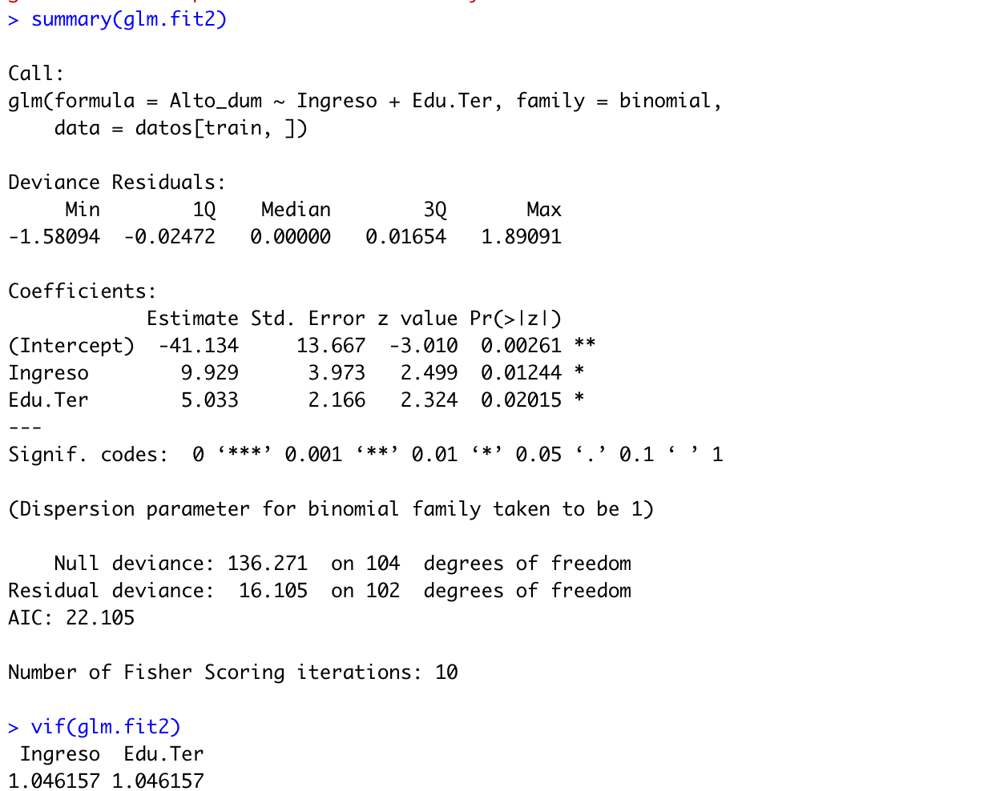 > summary(glm.fit2)
Call:
glm(formula = Alto_dum ~ Ingreso + Edu.Ter, family = binomial,
    data = datos[train, ])
Deviance Residuals:
     Min        1Q    Median        3Q       Max
-1.58094  -0.02472   0.00000   0.01654   1.89091
Coefficients:
            Estimate Std. Error z value Pr(>|z|)
(Intercept)  -41.134     13.667  -3.010  0.00261 **
Ingreso        9.929      3.973   2.499  0.01244 *
Edu.Ter        5.033      2.166   2.324  0.02015 *
---
Signif. codes:  0 ‘***’ 0.001 ‘**’ 0.01 ‘*’ 0.05 ‘.’ 0.1 ‘ ’ 1
(Dispersion parameter for binomial family taken to be 1)
    Null deviance: 136.271  on 104  degrees of freedom
Residual deviance:  16.105  on 102  degrees of freedom
AIC: 22.105
Number of Fisher Scoring iterations: 10
> vif(glm.fit2)
 Ingreso  Edu.Ter
1.046157 1.046157